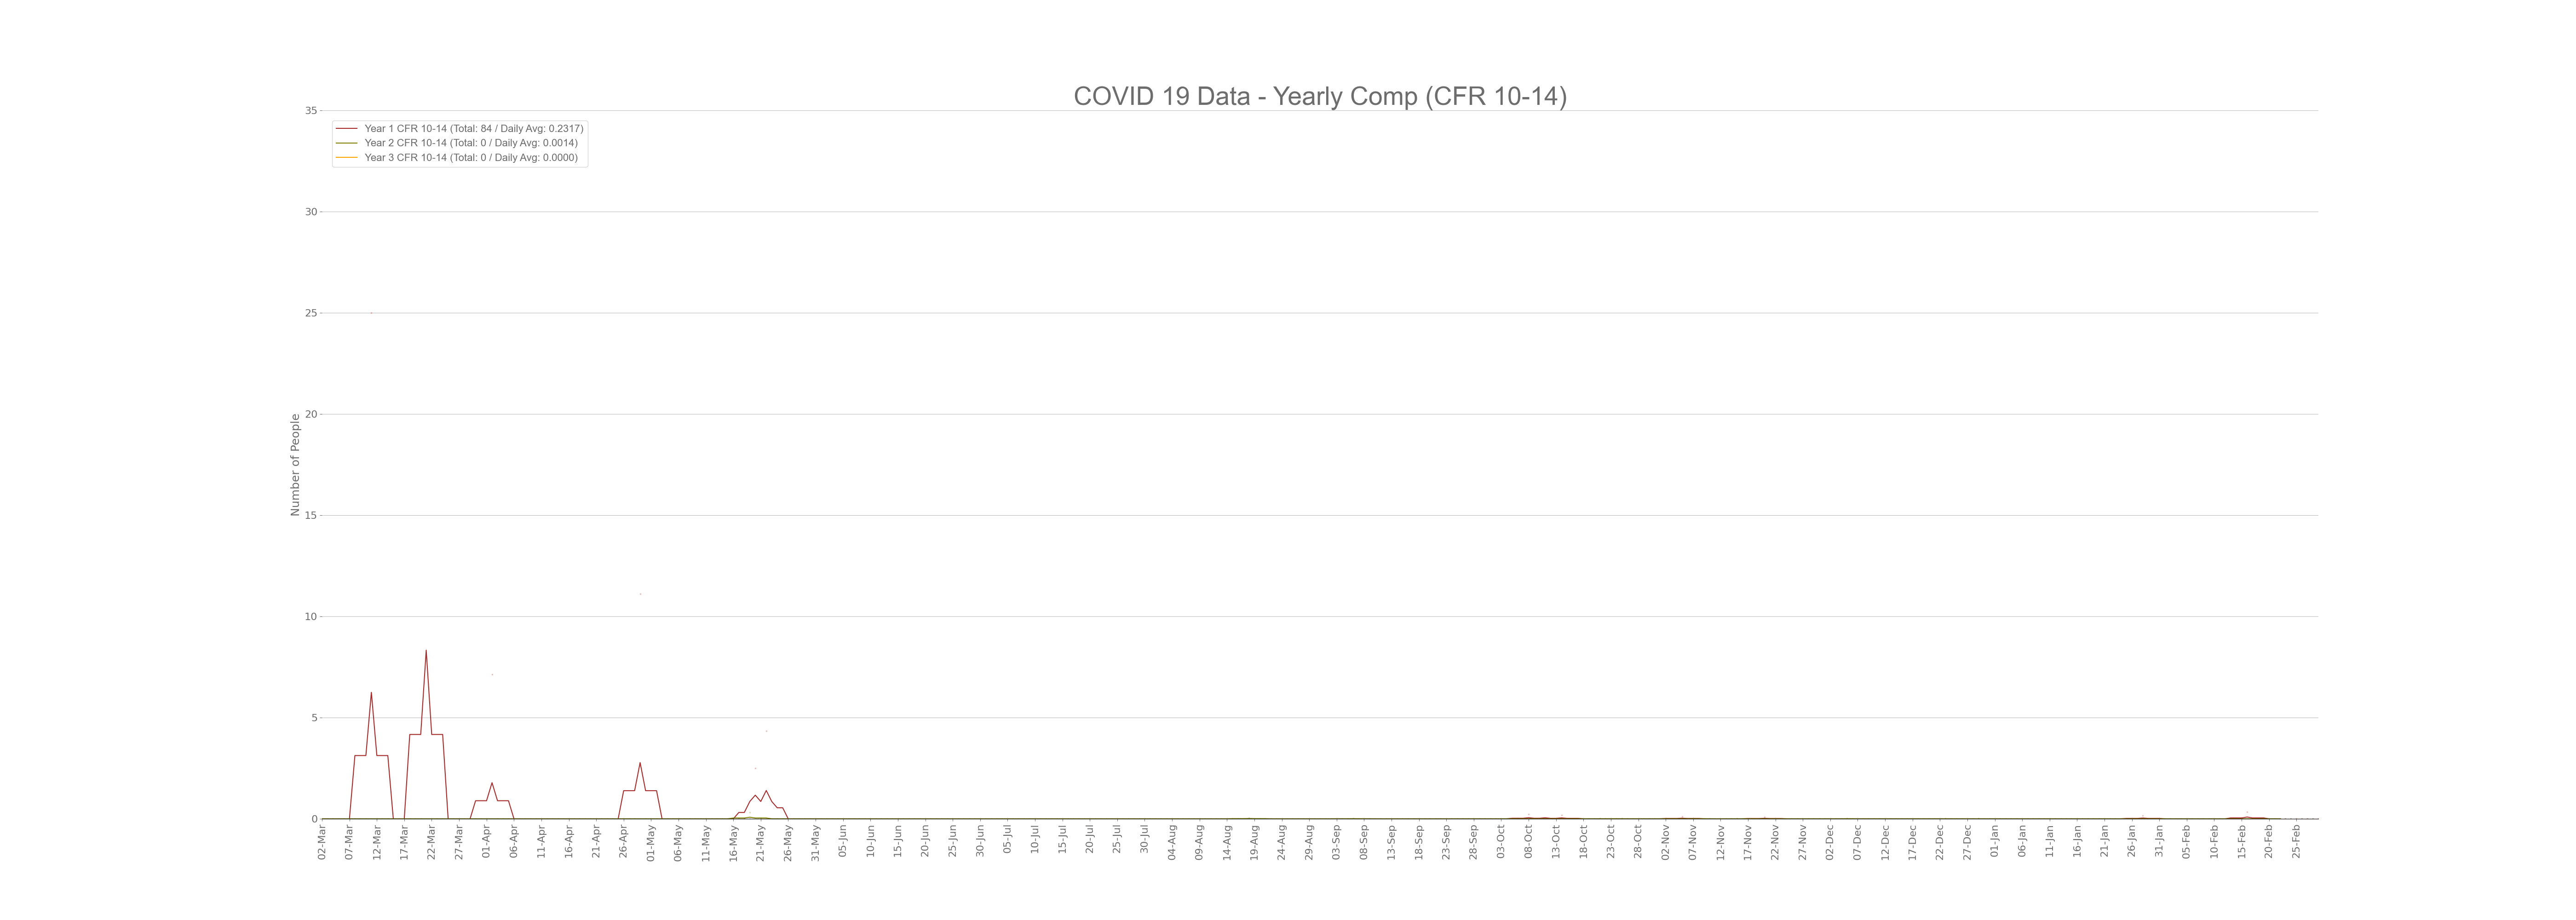 COVID 19 Data - Yearly Comp (CFR 10-14)
Year 1 CFR 10-14 (Total: 84 / Daily Avg: 0.2317)
Year 2 CFR 10-14 (Total: 0 / Daily Avg: 0.0014)
Year 3 CFR 10-14 (Total: 0 / Daily Avg: 0.0000)
Number of People
35
30
25
20
15
10
5
0
02-Mar
07-Mar
12-Mar
17-Mar
22-Mar
27-Mar
01-Apr
06-Apr
11-Apr
16-Apr
21-Apr
26-Apr
01-May
06-May
11-May
16-May
21-May
26-May
31-May
05-Jun
10-Jun
15-Jun
20-Jun
25-Jun
30-Jun
05-Jul
10-Jul
15-Jul
20-Jul
25-Jul
30-Jul
04-Aug
09-Aug
14-Aug
19-Aug
24-Aug
29-Aug
03-Sep
08-Sep
13-Sep
18-Sep
23-Sep
28-Sep
03-Oct
08-Oct
13-Oct
18-Oct
23-Oct
28-Oct
02-Nov
07-Nov
12-Nov
17-Nov
22-Nov
27-Nov
02-Dec
07-Dec
12-Dec
17-Dec
22-Dec
27-Dec
01-Jan
06-Jan
11-Jan
16-Jan
21-Jan
26-Jan
31-Jan
05-Feb
10-Feb
15-Feb
20-Feb
25-Feb